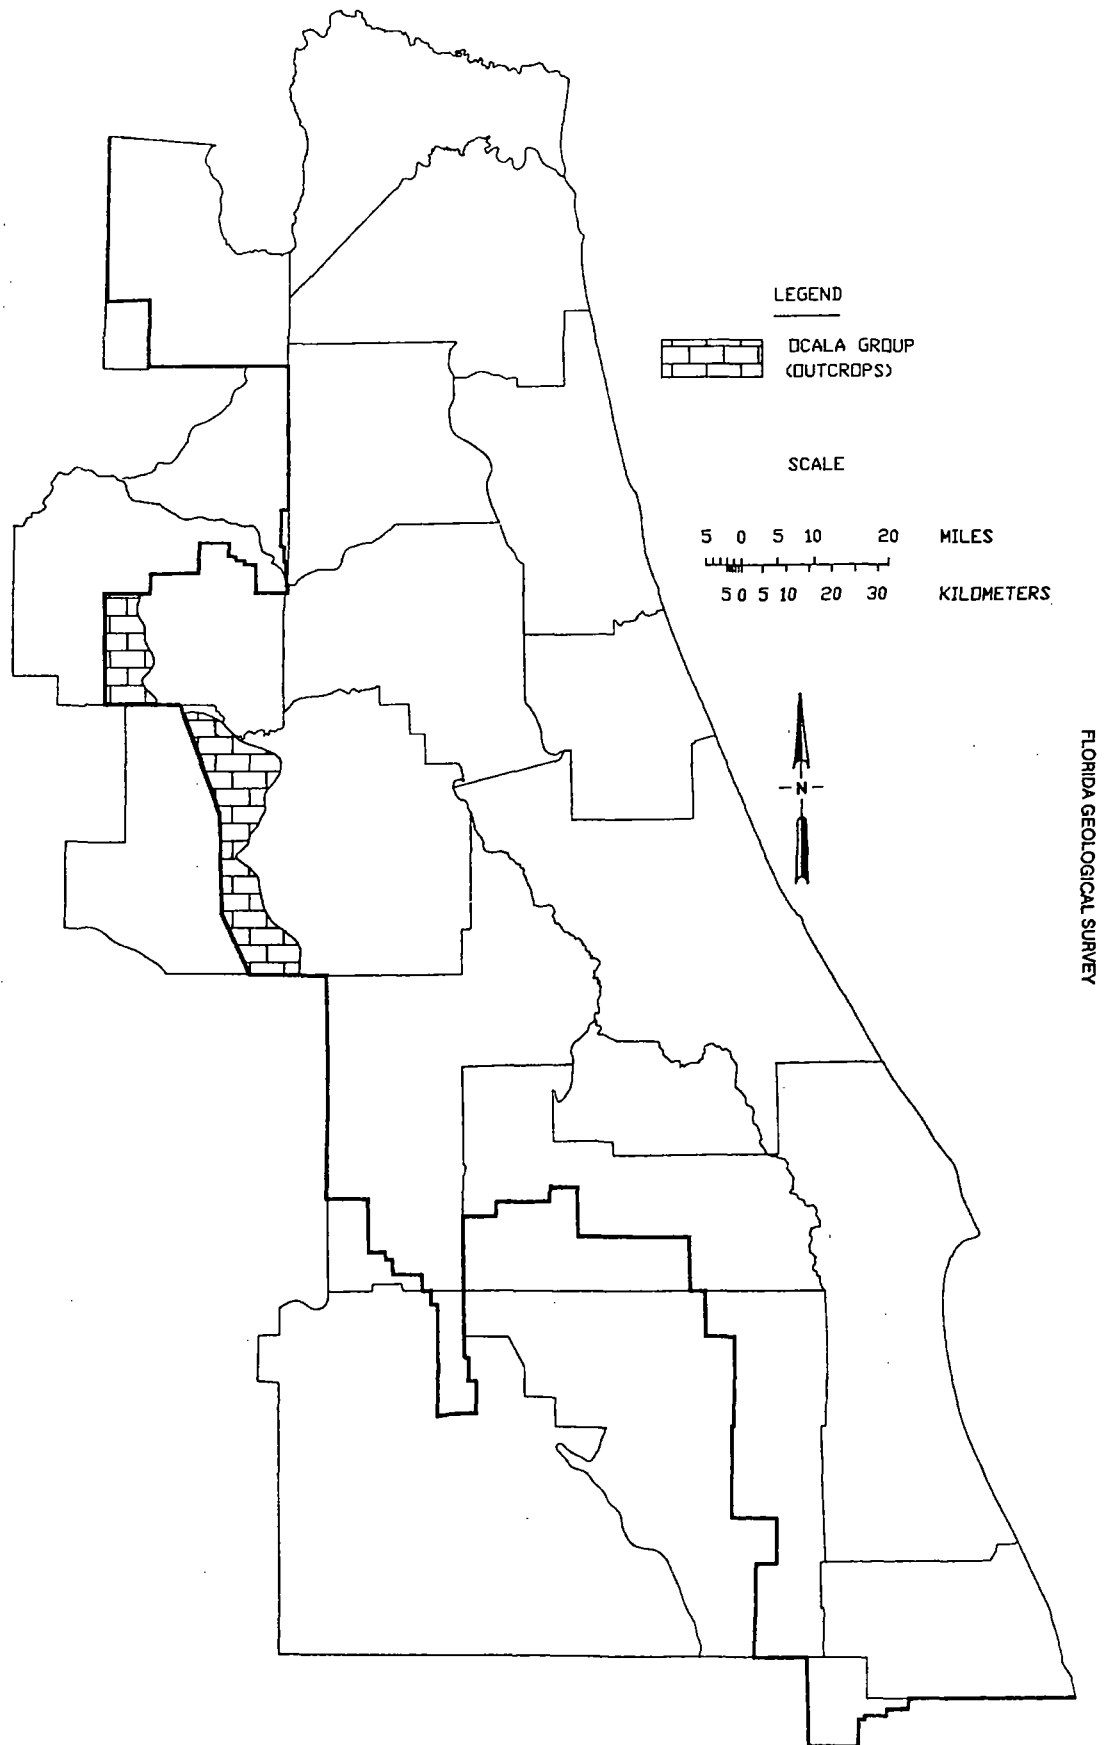 LEGEND
OCALA GROUP
(OUTCROPS)
SCALE
5 0 5 10 20 MILES
5 0 5 10 20 30 KILOMETERS
N
FLORIDA GEOLOGICAL SURVEY